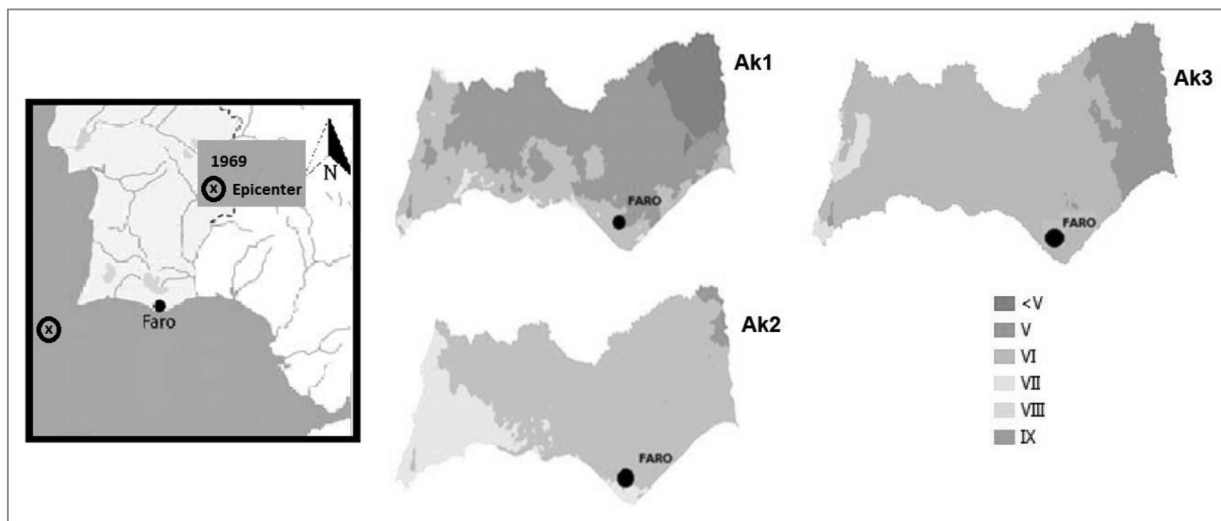 1969
N
x Epicenter
x
Faro
Ak1
FARO
Ak2
FARO
Ak3
FARO
<V
V
VI
VII
VIII
IX